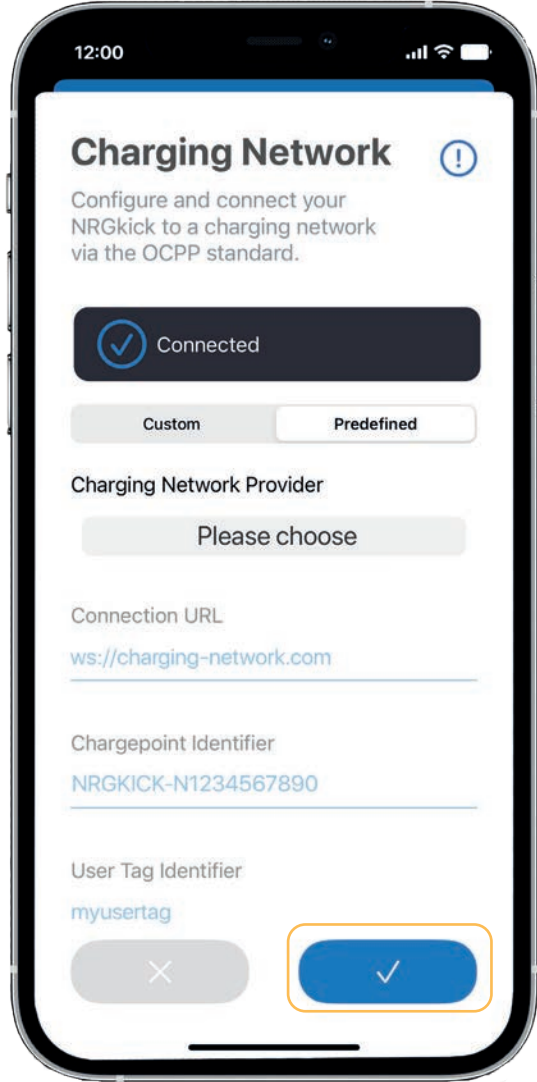 12:00
Charging Network
Configure and connect your
NRGkick to a charging network
via the OCPP standard.
Connected
Custom Predefined
Charging Network Provider
Please choose
Connection URL
ws://charging-network.com
Chargepoint Identifier
NRGKICK-N1234567890
User Tag Identifier
myusertag